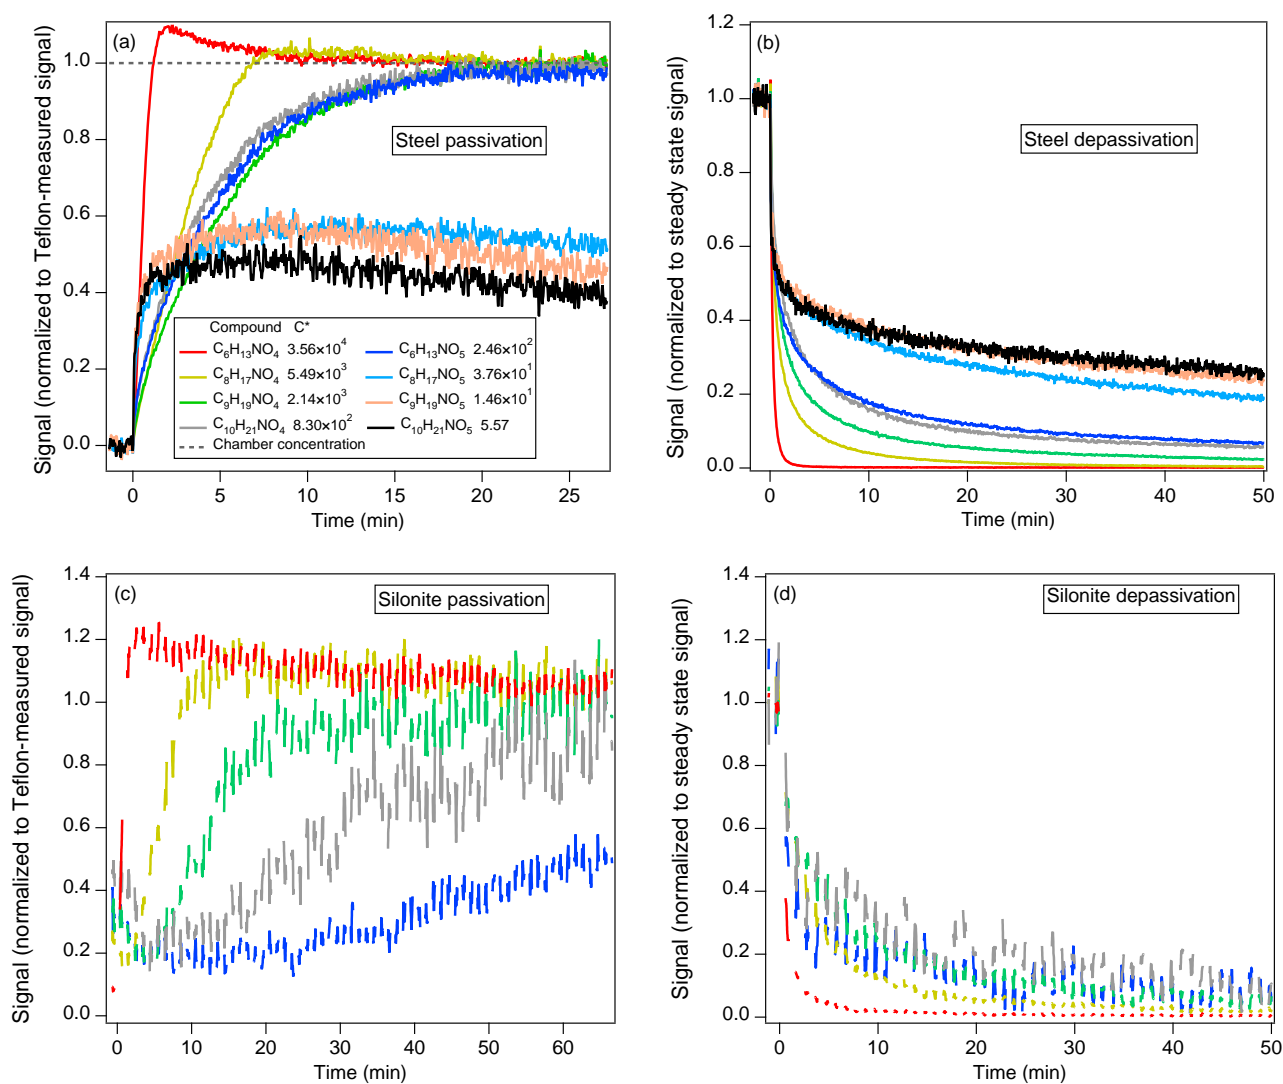 (a)
Steel passivation
Signal (normalized to Teflon-measured signal)
1.0
0.8
0.6
0.4
0.2
0.0
Compound C*
C6H13NO4 3.56×10^4
C8H17NO4 5.49×10^3
C9H19NO4 2.14×10^3
C10H21NO4 8.30×10^2
Chamber concentration
C6H13NO5 2.46×10^2
C8H17NO5 3.76×10^1
C9H19NO5 1.46×10^1
C10H21NO5 5.57
0 5 10 15 20 25
Time (min)
(b)
Steel depassivation
Signal (normalized to steady state signal)
1.2
1.0
0.8
0.6
0.4
0.2
0.0
0 10 20 30 40 50
Time (min)
(c)
Silonite passivation
Signal (normalized to Teflon-measured signal)
1.4
1.2
1.0
0.8
0.6
0.4
0.2
0.0
0 10 20 30 40 50 60
Time (min)
(d)
Silonite depassivation
Signal (normalized to steady state signal)
1.4
1.2
1.0
0.8
0.6
0.4
0.2
0.0
0 10 20 30 40 50
Time (min)